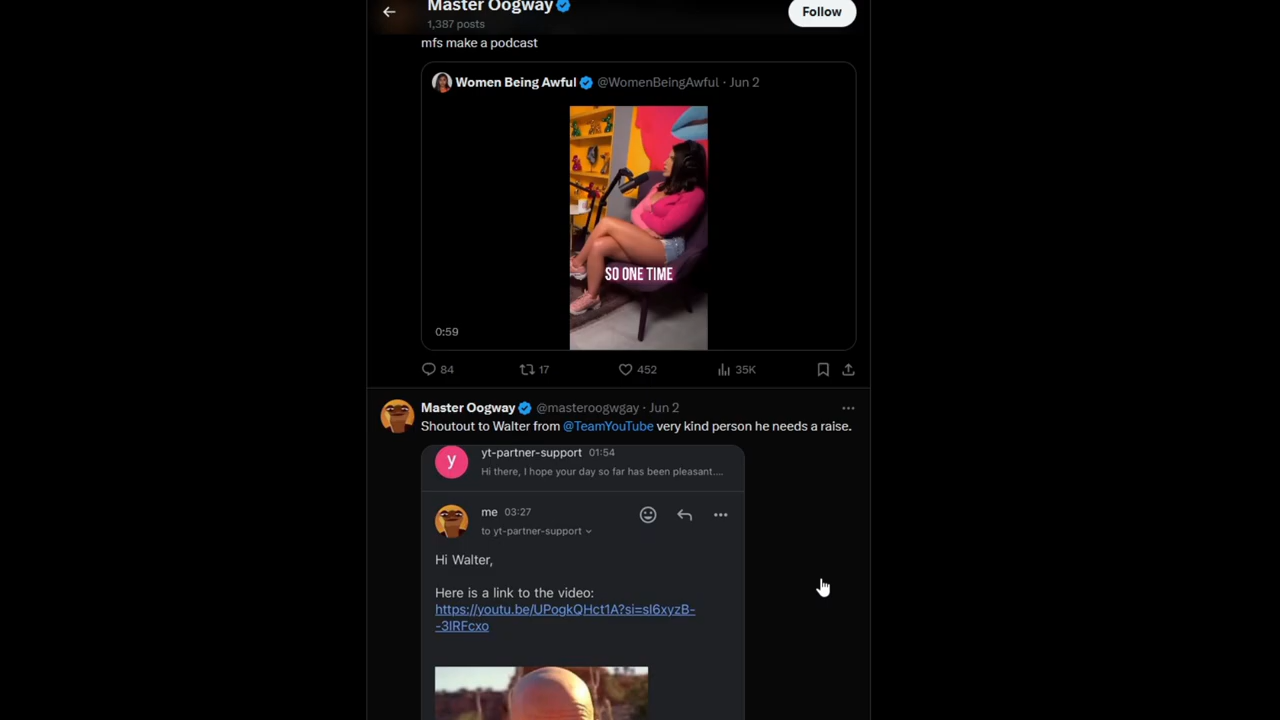 Master Oogway
1,387 posts
Follow
mfs make a podcast
Women Being Awful @WomenBeingAwful · Jun 2
SO ONE TIME
0:59
84 17 452 35K
Master Oogway @masteroogwgay · Jun 2
Shoutout to Walter from @TeamYouTube very kind person he needs a raise.
y
yt-partner-support 01:54
Hi there, I hope your day so far has been pleasant....
me 03:27
to yt-partner-support
Hi Walter,
Here is a link to the video:
https://youtu.be/UPogkQHct1A?si=sI6xyzB-
-3IRFcxo